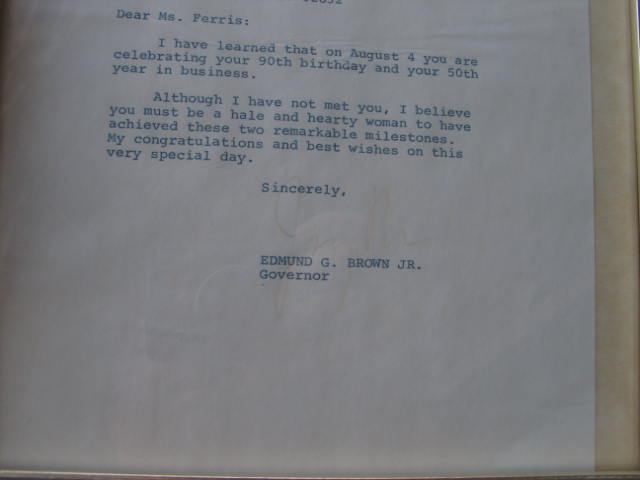 Dear Ms. Ferris:
I have learned that on August 4 you are
celebrating your 90th birthday and your 50th
year in business.
Although I have not met you, I believe
you must be a hale and hearty woman to have
achieved these two remarkable milestones.
My congratulations and best wishes on this
very special day.
Sincerely,
EDMUND G. BROWN JR.
Governor